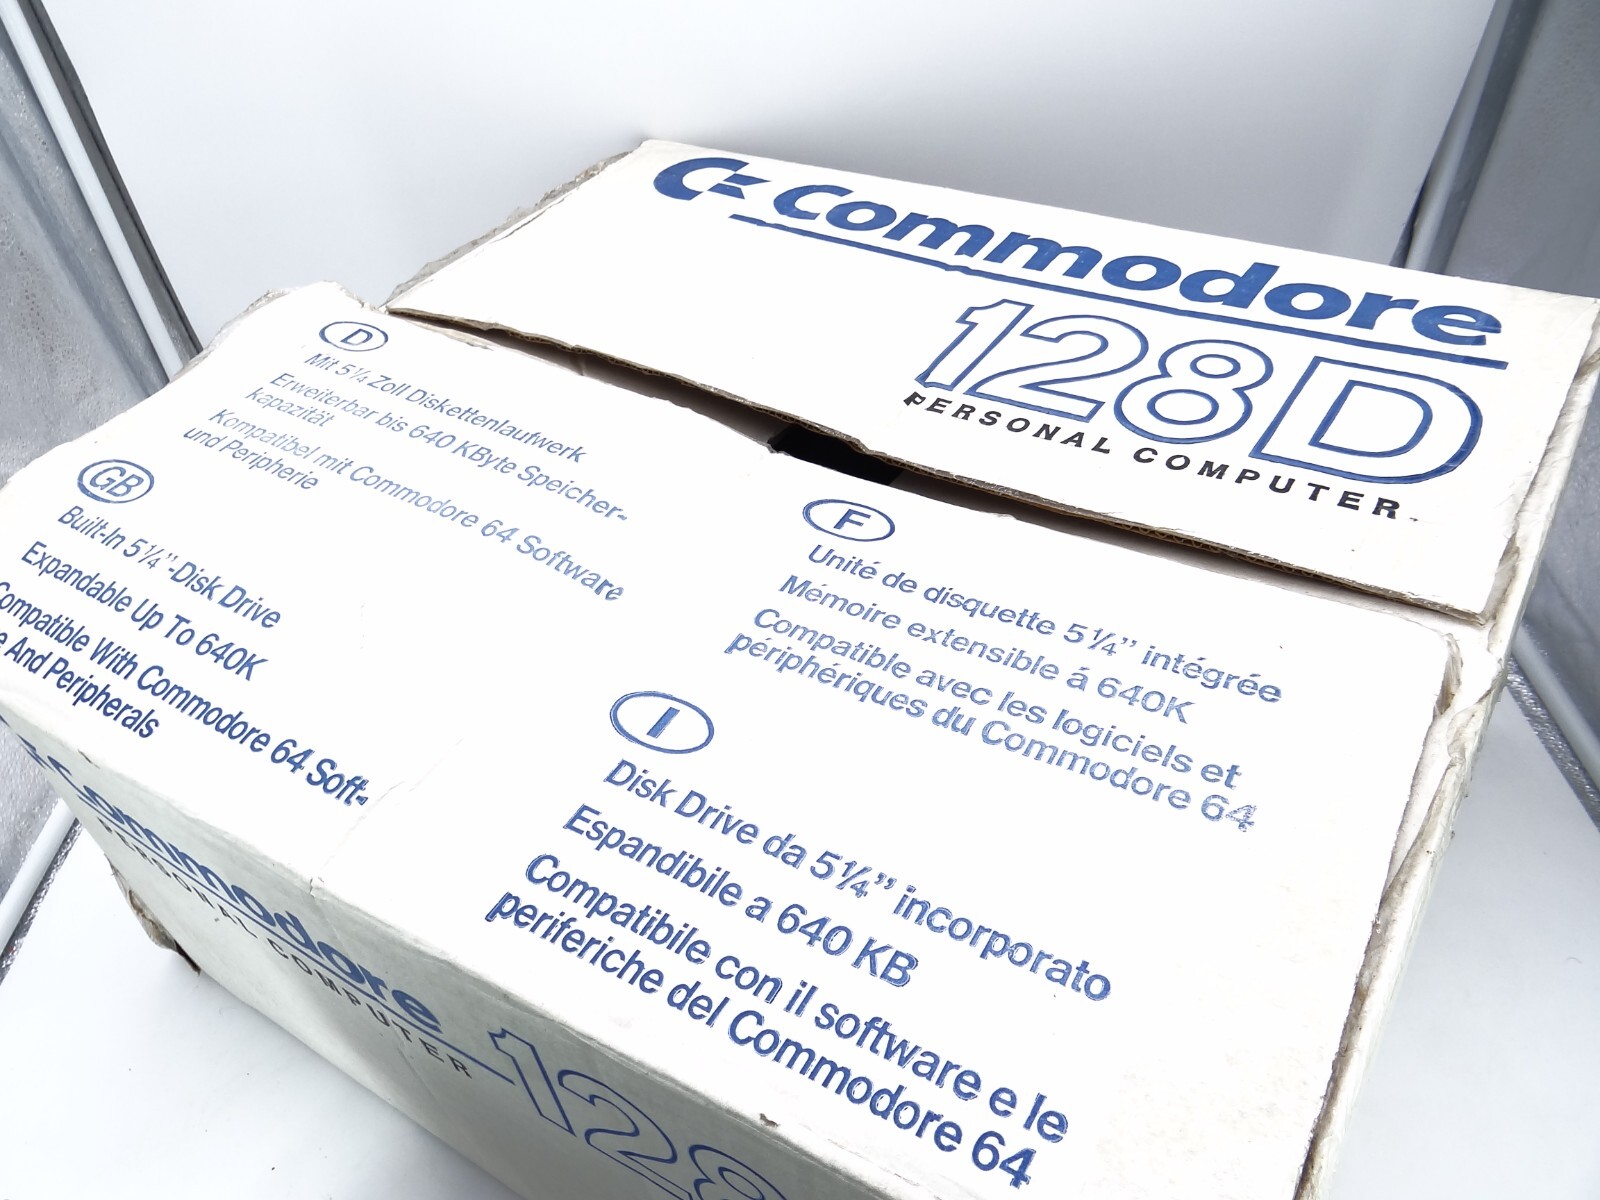 Commodore
128D
PERSONAL COMPUTER
D
Mit 5¼ Zoll Diskettenlaufwerk
Erweiterbar bis 640 KByte Speicher-
kapazität
Kompatibel mit Commodore 64 Software
und Peripherie
GB
Built-In 5¼"-Disk Drive
Expandable Up To 640K
Compatible With Commodore 64 Soft-
And Peripherals
F
Unité de disquette 5¼" intégrée
Mémoire extensible á 640K
Compatible avec les logiciels et
périphériques du Commodore 64
I
Disk Drive da 5¼" incorporato
Espandibile a 640 KB
Compatibile con il software e le
periferiche del Commodore 64
Commodore
PERSONAL COMPUTER
128